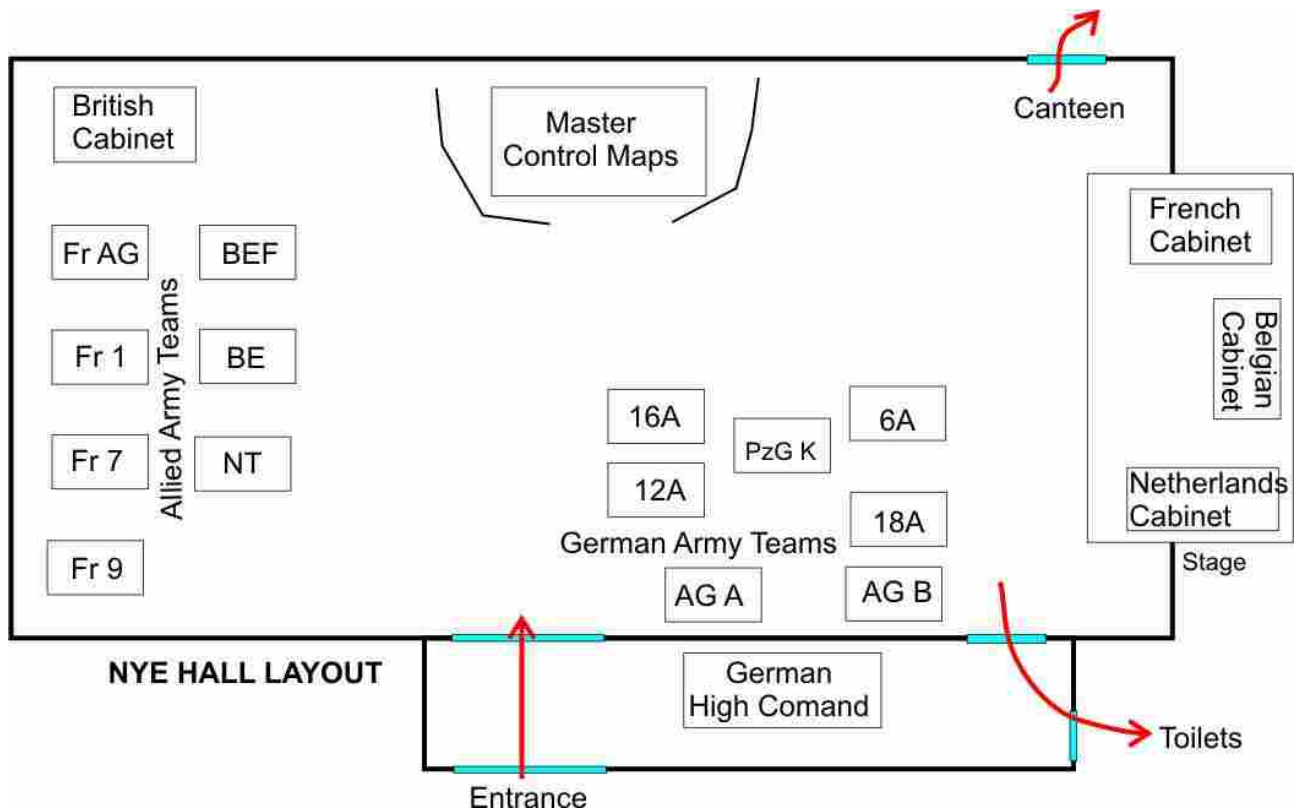 British
Cabinet
Master
Control Maps
Canteen
French
Cabinet
Fr AG
BEF
Allied Army Teams
Fr 1
BE
Belgian
Cabinet
Fr 7
NT
16A
PzG K
6A
12A
18A
Netherlands
Cabinet
German Army Teams
Stage
Fr 9
AG A
AG B
NYE HALL LAYOUT
German
High Comand
Toilets
Entrance